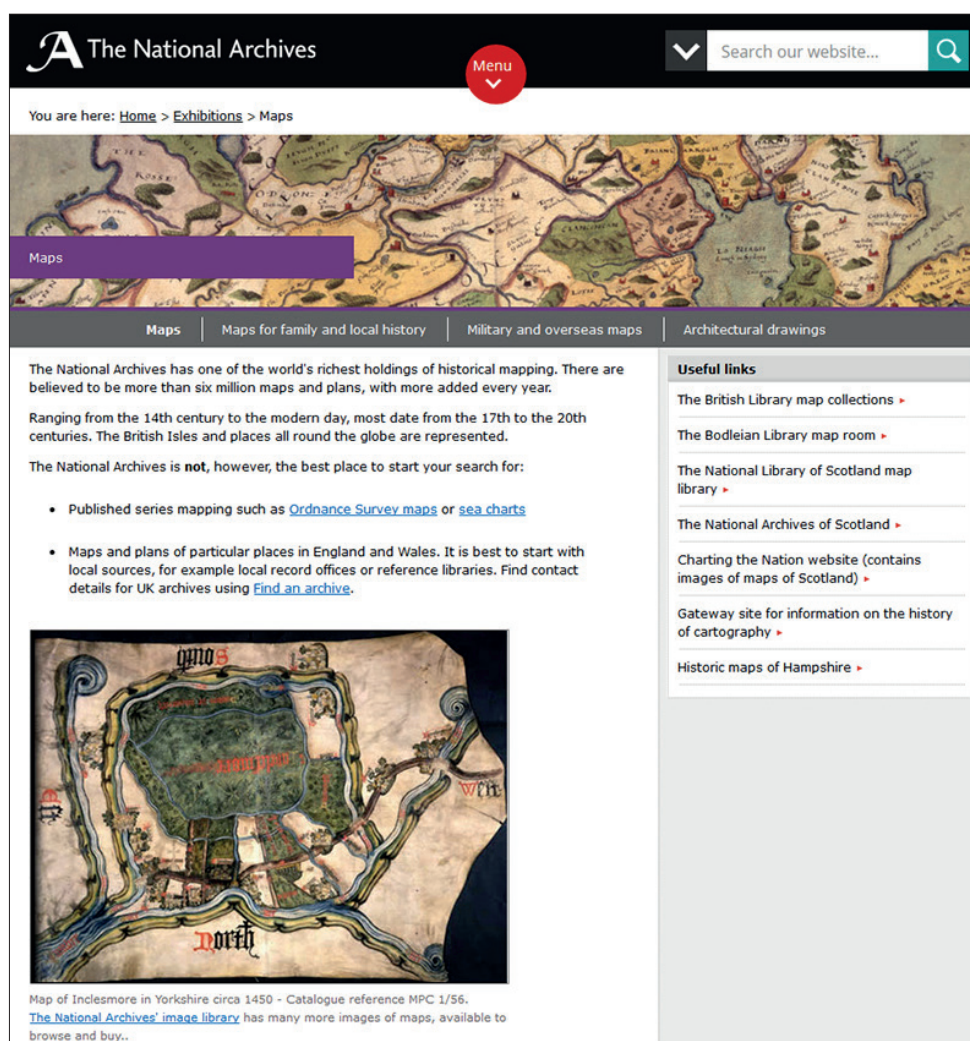 The National Archives
Menu
Search our website...
You are here: Home > Exhibitions > Maps
Maps
Maps
Maps for family and local history
Military and overseas maps
Architectural drawings
The National Archives has one of the world's richest holdings of historical mapping. There are
believed to be more than six million maps and plans, with more added every year.
Ranging from the 14th century to the modern day, most date from the 17th to the 20th
centuries. The British Isles and places all round the globe are represented.
The National Archives is not, however, the best place to start your search for:
• Published series mapping such as Ordnance Survey maps or sea charts
• Maps and plans of particular places in England and Wales. It is best to start with
local sources, for example local record offices or reference libraries. Find contact
details for UK archives using Find an archive.
North
Map of Inclesmore in Yorkshire circa 1450 - Catalogue reference MPC 1/56.
The National Archives' image library has many more images of maps, available to
browse and buy..
Useful links
The British Library map collections
The Bodleian Library map room
The National Library of Scotland map
library
The National Archives of Scotland
Charting the Nation website (contains
images of maps of Scotland)
Gateway site for information on the history
of cartography
Historic maps of Hampshire